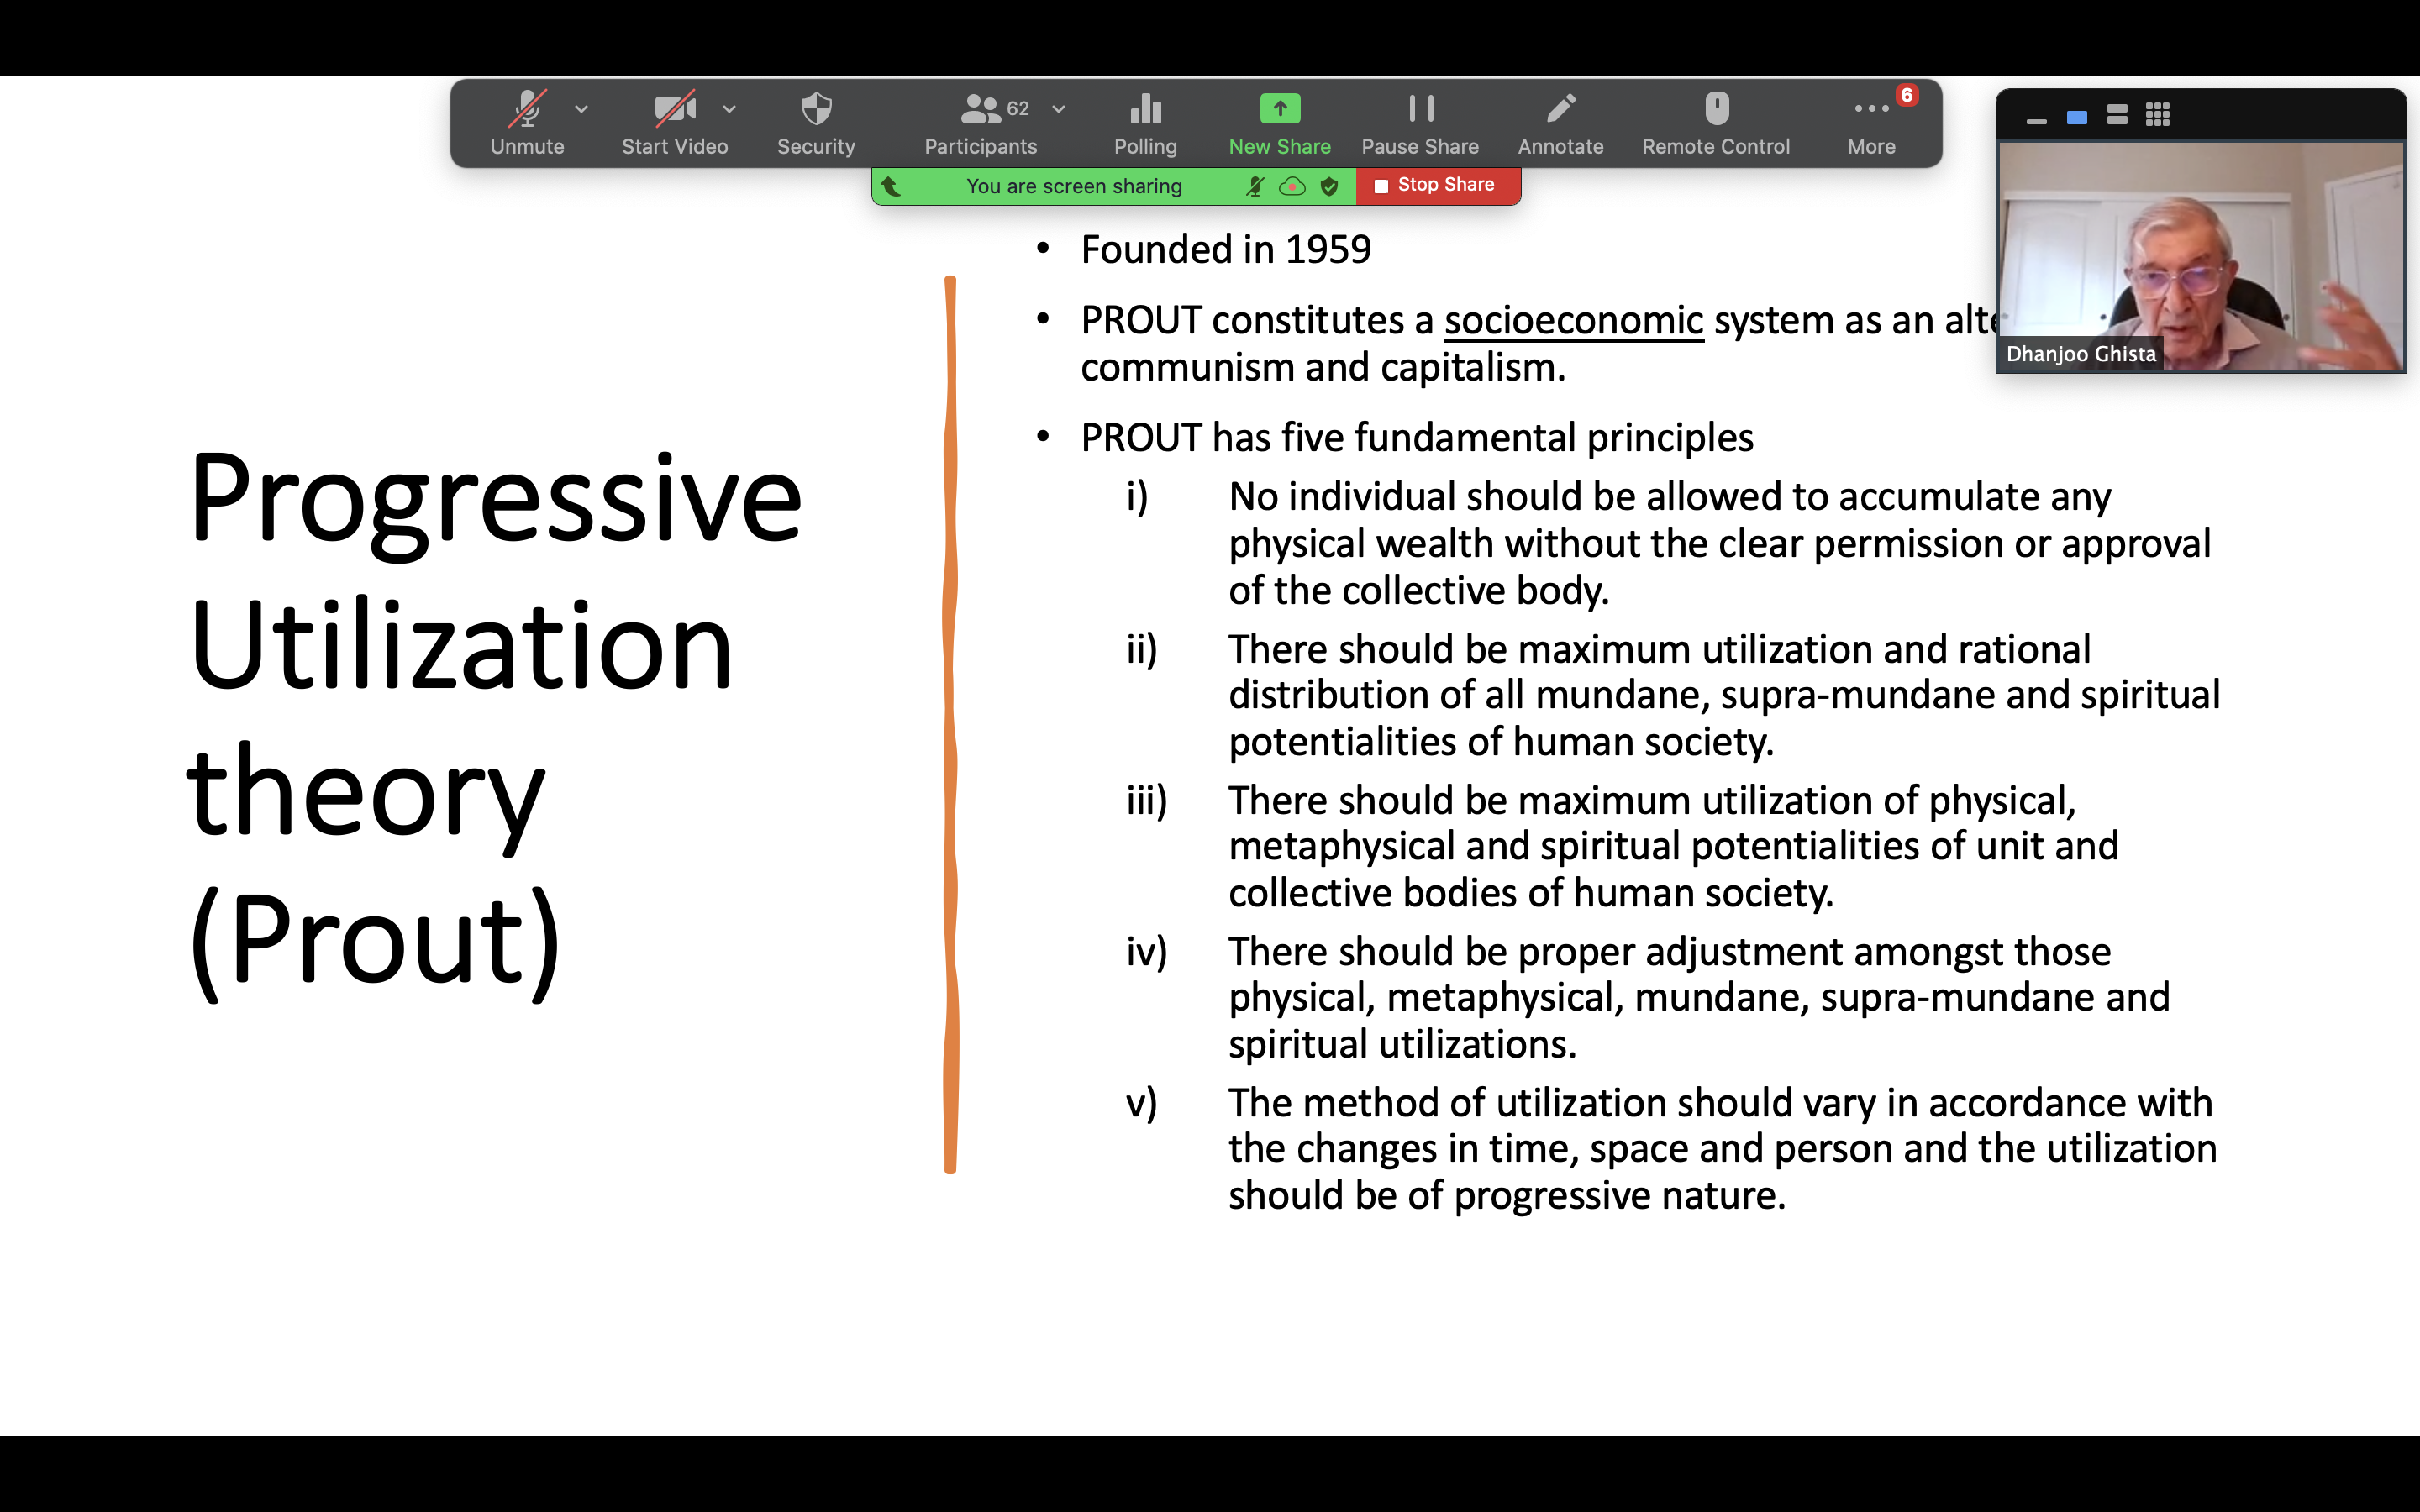 62
6
Unmute
Start Video
Security
Participants
Polling
New Share
Pause Share
Annotate
Remote Control
More
You are screen sharing
Stop Share
Dhanjoo Ghista
Progressive
Utilization
theory
(Prout)
• Founded in 1959
• PROUT constitutes a socioeconomic system as an
communism and capitalism.
• PROUT has five fundamental principles
i) No individual should be allowed to accumulate any
physical wealth without the clear permission or approval
of the collective body.
ii) There should be maximum utilization and rational
distribution of all mundane, supra-mundane and spiritual
potentialities of human society.
iii) There should be maximum utilization of physical,
metaphysical and spiritual potentialities of unit and
collective bodies of human society.
iv) There should be proper adjustment amongst those
physical, metaphysical, mundane, supra-mundane and
spiritual utilizations.
v) The method of utilization should vary in accordance with
the changes in time, space and person and the utilization
should be of progressive nature.